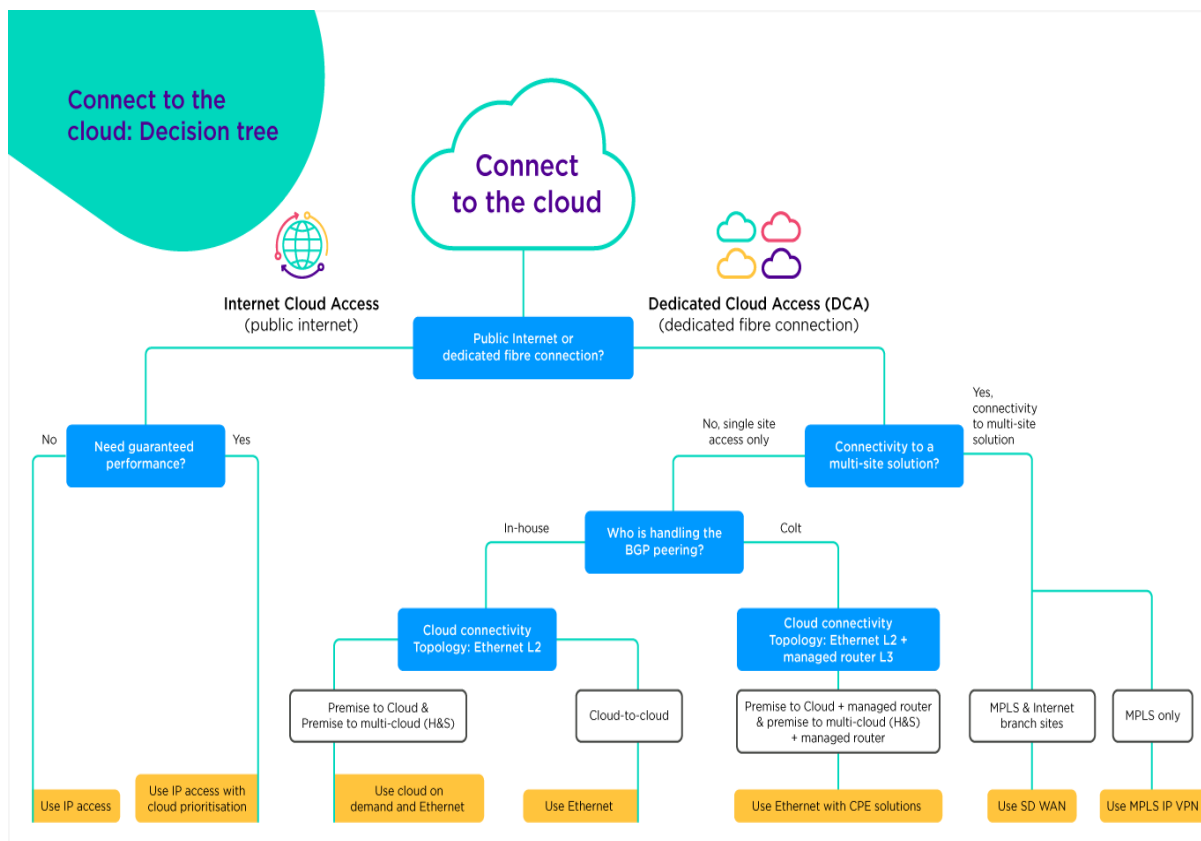 Connect to the
cloud: Decision tree
Connect
to the cloud
Internet Cloud Access
(public internet)
Dedicated Cloud Access (DCA)
(dedicated fibre connection)
Public Internet or
dedicated fibre connection?
No
Need guaranteed
performance?
Yes
No, single site
access only
Connectivity to a
multi-site solution?
Yes,
connectivity
to multi-site
solution
In-house
Who is handling the
BGP peering?
Colt
Cloud connectivity
Topology: Ethernet L2
Cloud connectivity
Topology: Ethernet L2 +
managed router L3
Premise to Cloud &
Premise to multi-cloud (H&S)
Cloud-to-cloud
Premise to Cloud + managed router
& premise to multi-cloud (H&S)
+ managed router
MPLS & Internet
branch sites
MPLS only
Use IP access
Use IP access with
cloud prioritisation
Use cloud on
demand and Ethernet
Use Ethernet
Use Ethernet with CPE solutions
Use SD WAN
Use MPLS IP VPN